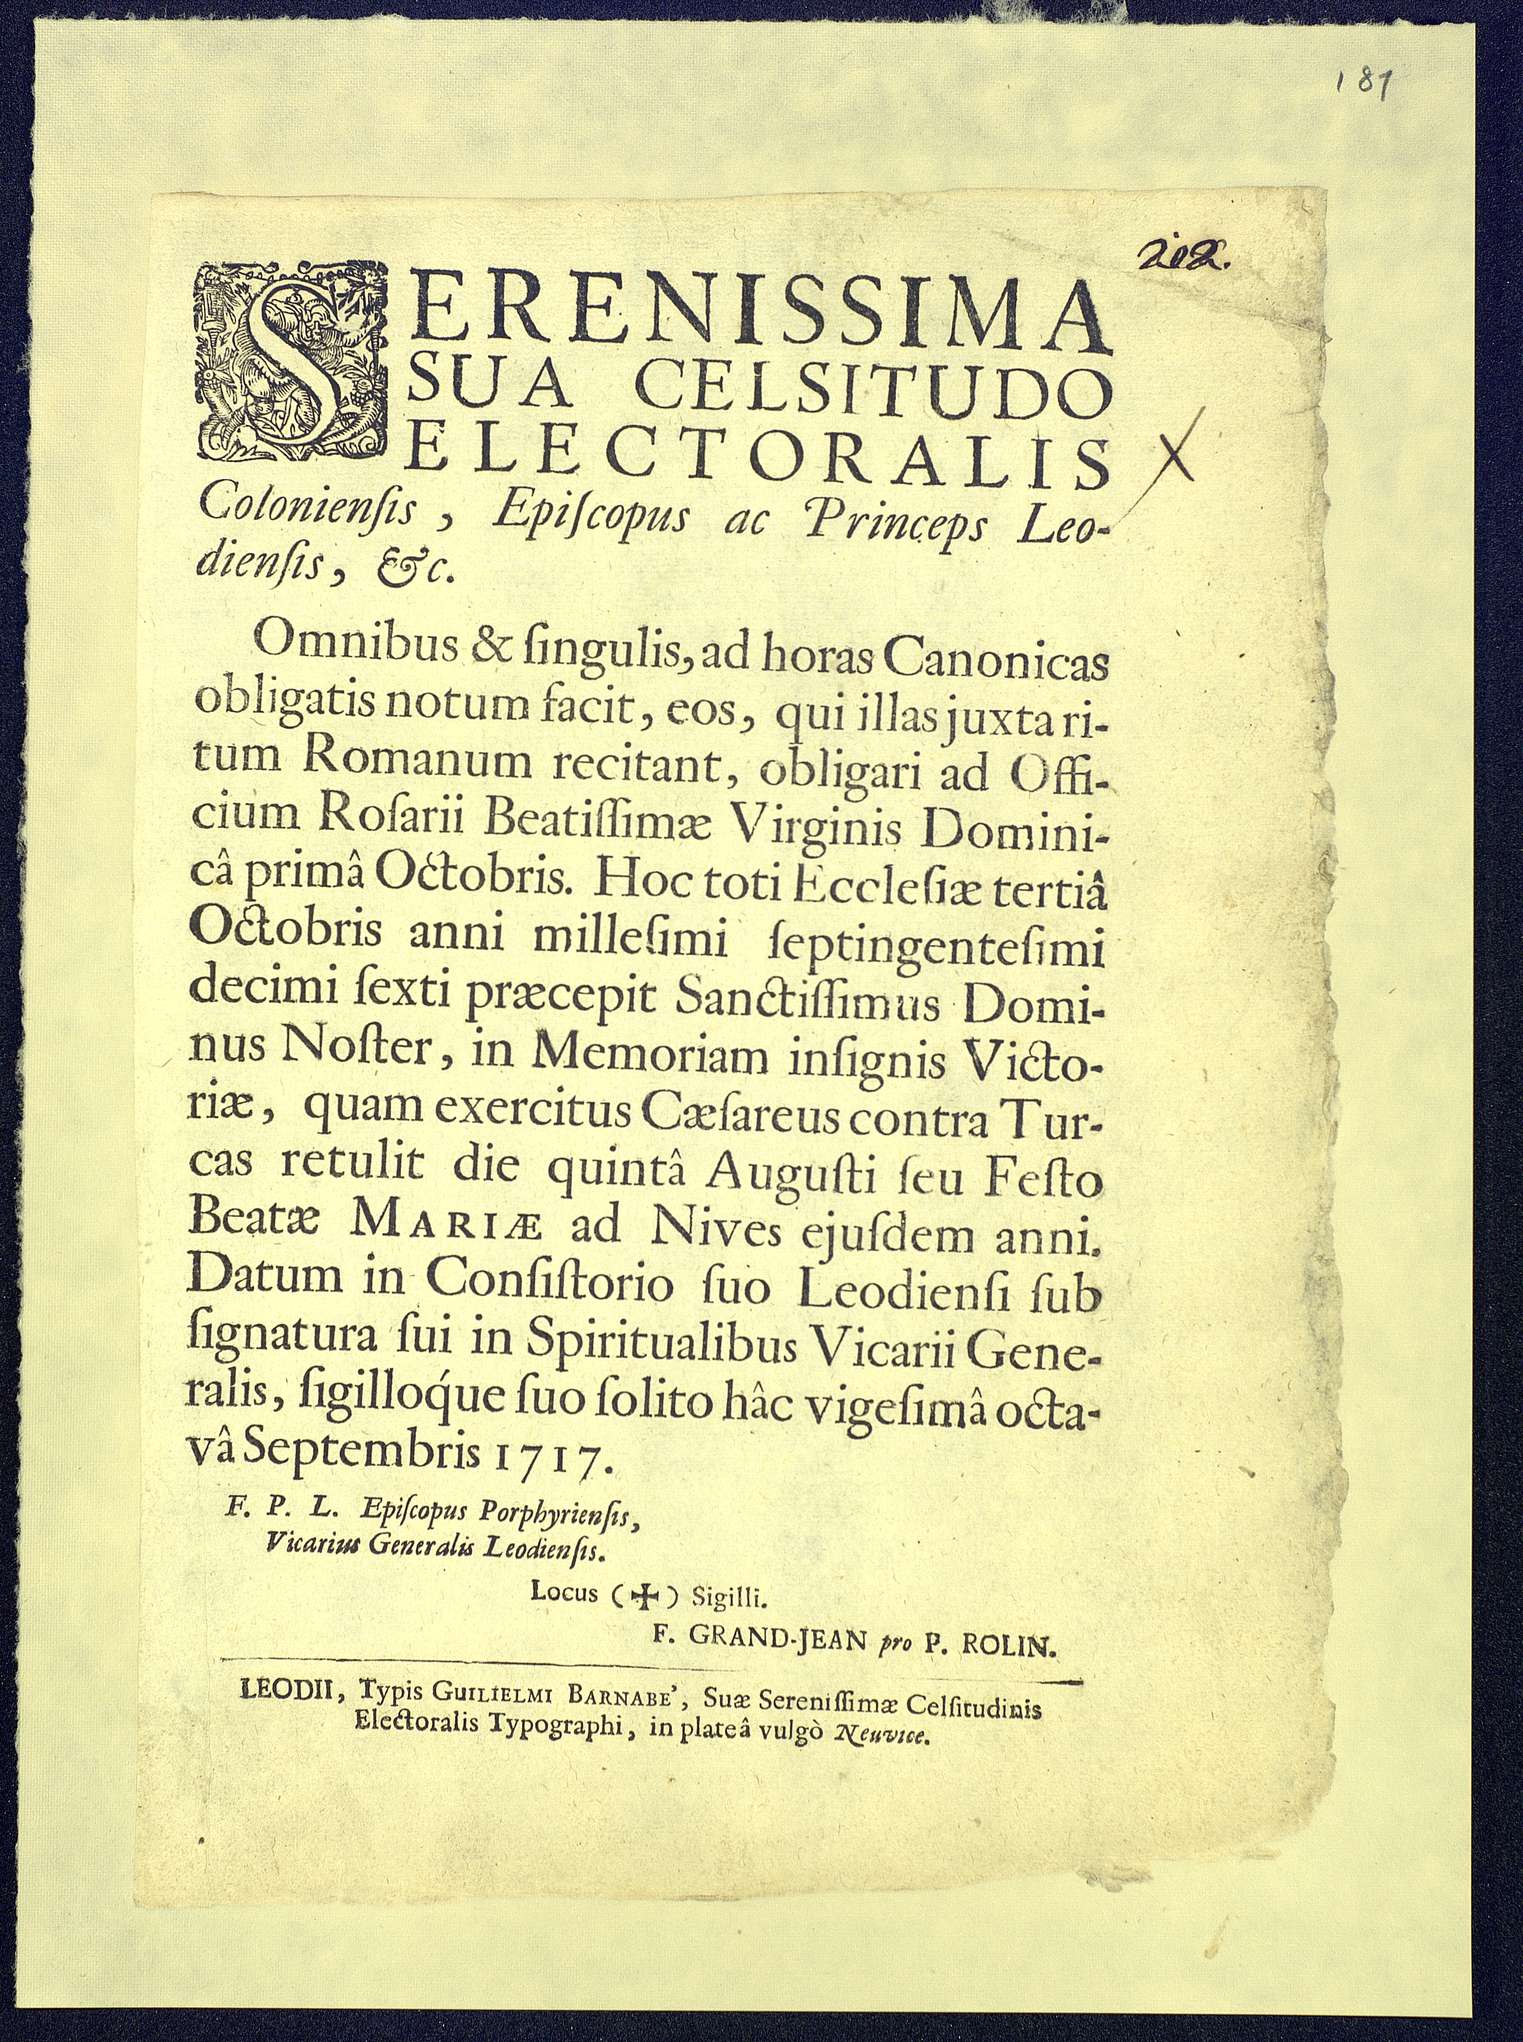 187
SERENISSIMA
SUA CELSITUDO
ELECTORALIS
Colonienſis, Epiſcopus ac Princeps Leo-
dienſis, &c.
Omnibus & ſingulis, ad horas Canonicas
obligatis notum facit, eos, qui illas juxta ri-
tum Romanum recitant, obligari ad Offi-
cium Roſarii Beatiſſimæ Virginis Domini-
câ primâ Octobris. Hoc toti Eccleſiæ tertiâ
Octobris anni milleſimi ſeptingenteſimi
decimi ſexti præcepit Sanctiſſimus Domi-
nus Noſter, in Memoriam inſignis Victo-
riæ, quam exercitus Cæſareus contra Tur-
cas retulit die quintâ Auguſti ſeu Feſto
Beatæ MARIÆ ad Nives ejuſdem anni.
Datum in Conſiſtorio ſuo Leodienſi ſub
ſignatura ſui in Spiritualibus Vicarii Gene-
ralis, ſigilloq́ue ſuo ſolito hâc vigeſimâ octa-
vâ Septembris 1717.
F. P. L. Epiſcopus Porphyrienſis,
Vicarius Generalis Leodienſis.
Locus (✠) Sigilli.
F. GRAND-JEAN pro P. ROLIN.
LEODII, Typis GUILIELMI BARNABE', Suæ Sereniſſimæ Celſitudinis
Electoralis Typographi, in plateâ vulgò Neuvice.